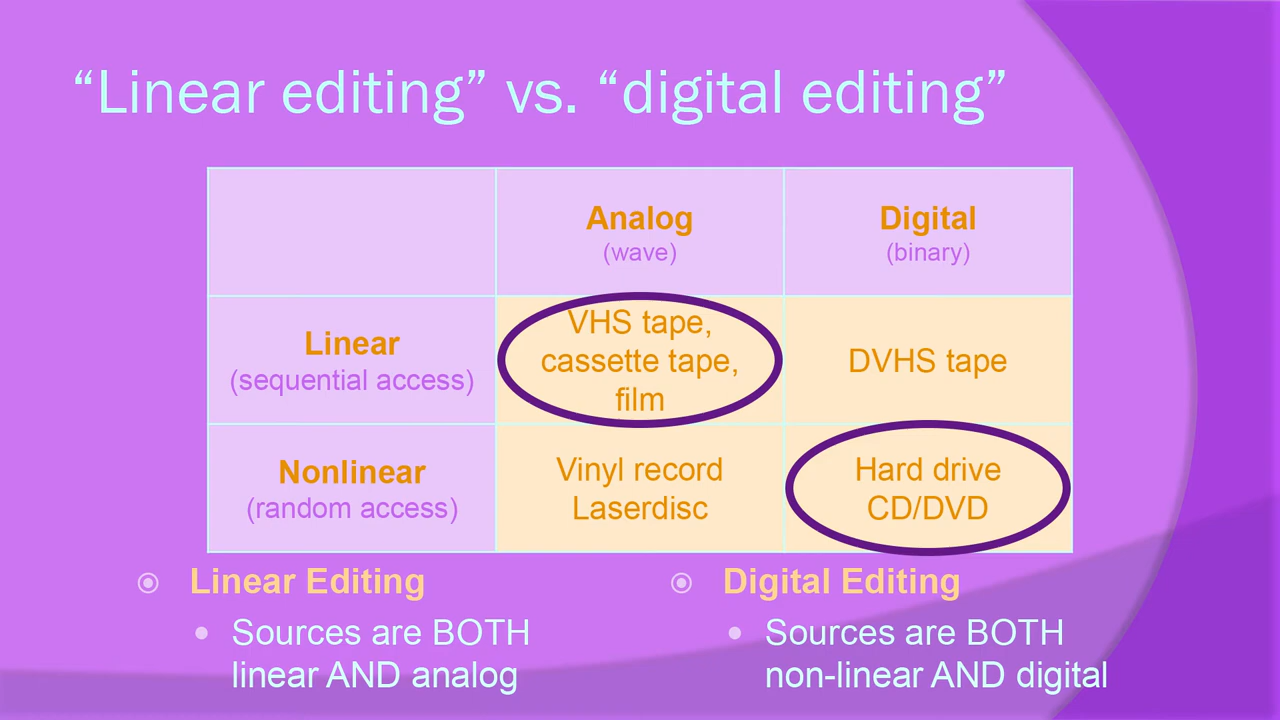 “Linear editing” vs. “digital editing”
Analog
(wave)
Digital
(binary)
Linear
(sequential access)
VHS tape,
cassette tape,
film
DVHS tape
Nonlinear
(random access)
Vinyl record
Laserdisc
Hard drive
CD/DVD
Linear Editing
Sources are BOTH
linear AND analog
Digital Editing
Sources are BOTH
non-linear AND digital